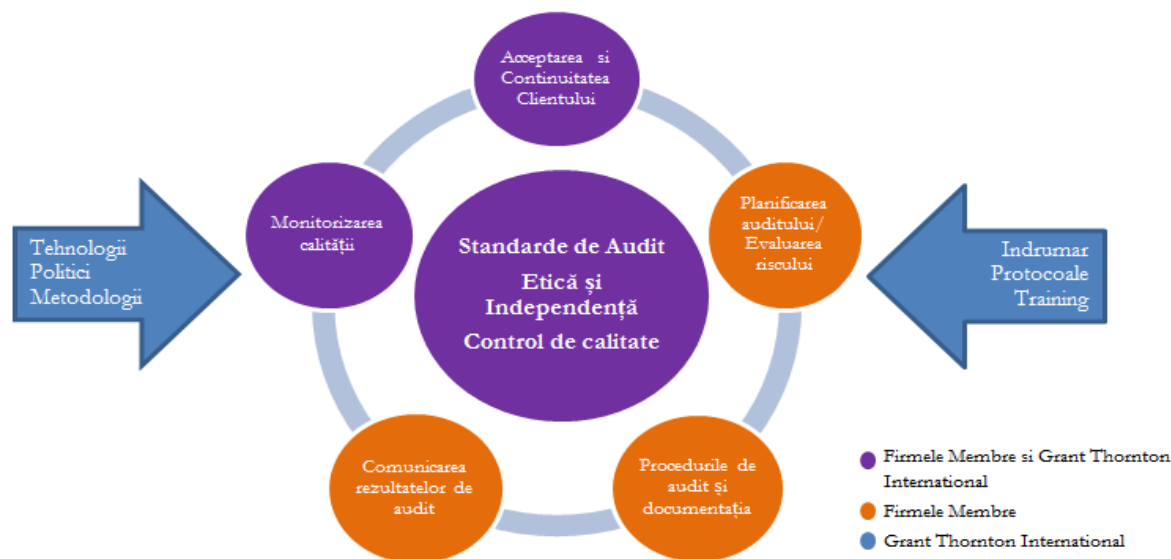 Acceptarea si
Continuitatea
Clientului
Monitorizarea
calității
Planificarea
auditului/
Evaluarea
riscului
Tehnologii
Politici
Metodologii
Standarde de Audit
Etică și
Independență
Control de calitate
Indrumar
Protocoale
Training
Comunicarea
rezultatelor de
audit
Procedurile de
audit și
documentația
Firmele Membre si Grant Thornton
International
Firmele Membre
Grant Thornton International